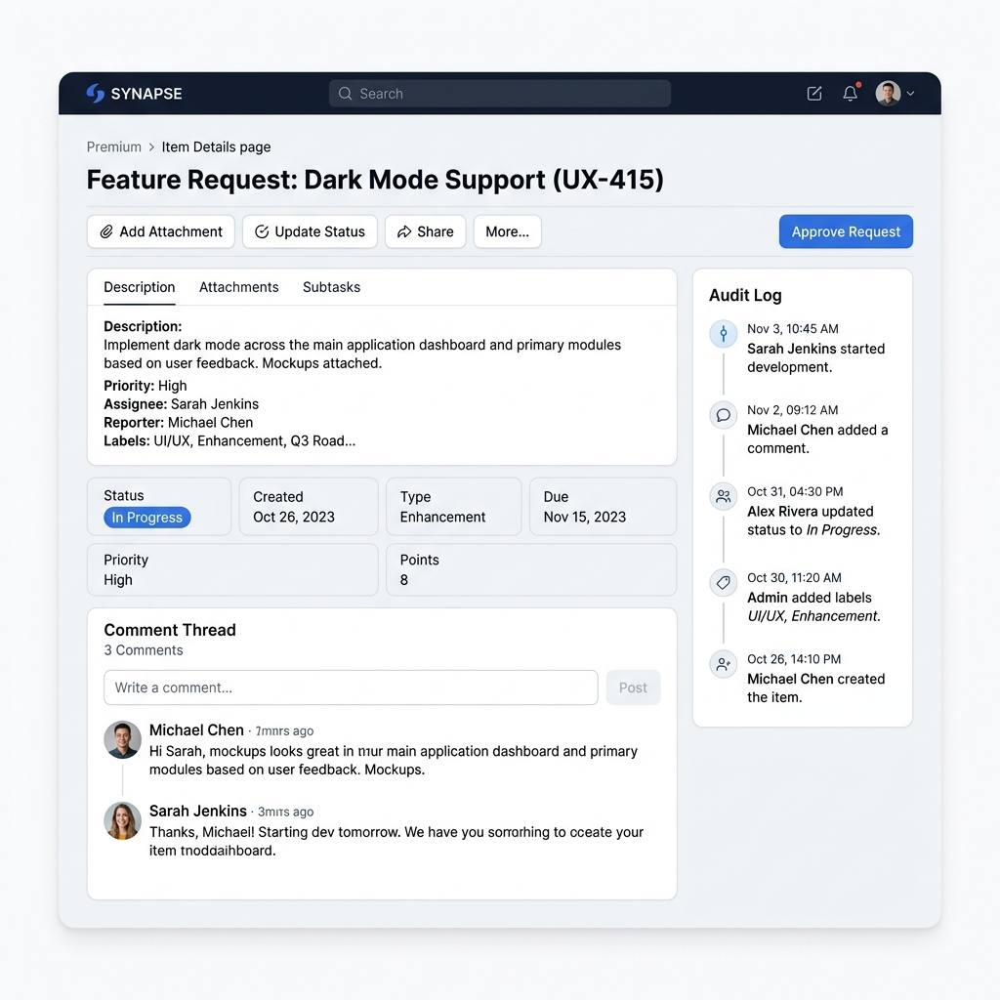 SYNAPSE
Search
Premium > Item Details page
Feature Request: Dark Mode Support (UX-415)
Add Attachment
Update Status
Share
More...
Approve Request
Description
Attachments
Subtasks
Description:
Implement dark mode across the main application dashboard and primary modules
based on user feedback. Mockups attached.
Priority: High
Assignee: Sarah Jenkins
Reporter: Michael Chen
Labels: UI/UX, Enhancement, Q3 Road...
Status
In Progress
Created
Oct 26, 2023
Type
Enhancement
Due
Nov 15, 2023
Priority
High
Points
8
Comment Thread
3 Comments
Write a comment...
Post
Michael Chen · ago
Hi Sarah, mockups looks great in main application dashboard and primary
modules based on user feedback. Mockups.
Sarah Jenkins · ago
Thanks, Michael! Starting dev tomorrow. We have you to your
item
Audit Log
Nov 3, 10:45 AM
Sarah Jenkins started
development.
Nov 2, 09:12 AM
Michael Chen added a
comment.
Oct 31, 04:30 PM
Alex Rivera updated
status to In Progress.
Oct 30, 11:20 AM
Admin added labels
UI/UX, Enhancement.
Oct 26, 14:10 PM
Michael Chen created
the item.